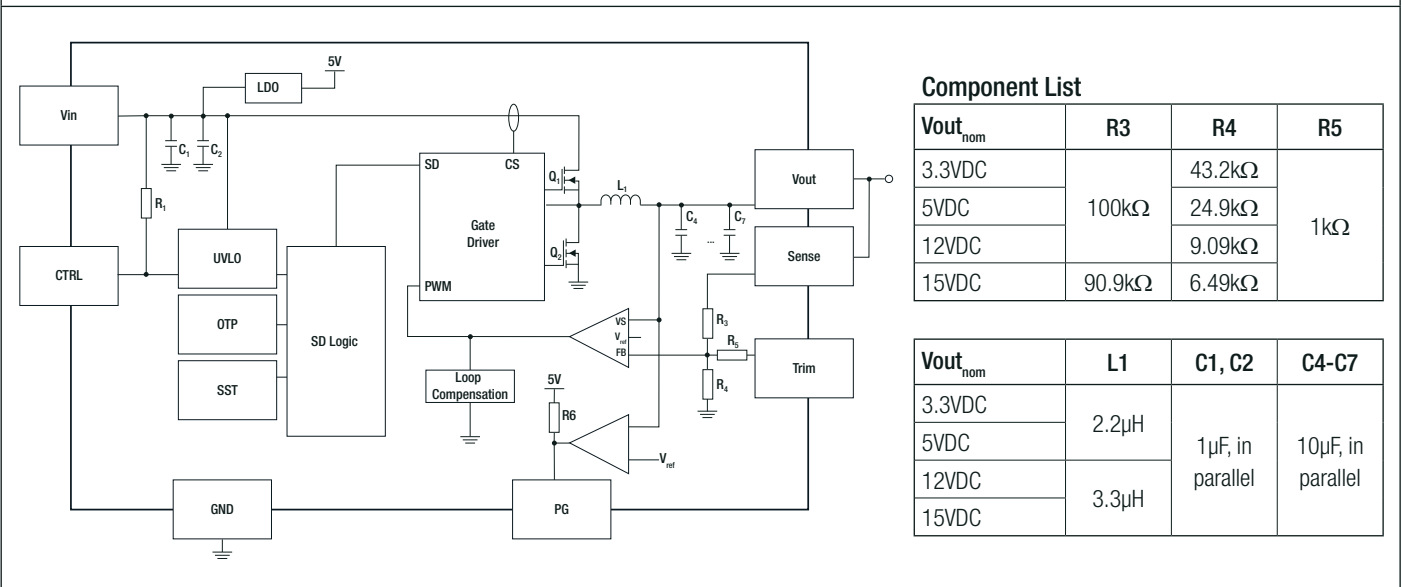 5V
LDO
Vin
C1
C2
R1
SD
CS
Q1
L1
Vout
C4
C7
...
Gate
Driver
Q2
UVLO
CTRL
Sense
PWM
OTP
SD Logic
VS
Vref
FB
R3
R5
Trim
SST
Loop
Compensation
5V
R4
R6
Vref
GND
PG
Component List
Voutnom R3 R4 R5
3.3VDC 100kΩ 43.2kΩ 1kΩ
5VDC 24.9kΩ
12VDC 9.09kΩ
15VDC 90.9kΩ 6.49kΩ
Voutnom L1 C1, C2 C4-C7
3.3VDC 2.2µH 1µF, in parallel 10µF, in parallel
5VDC
12VDC 3.3µH
15VDC